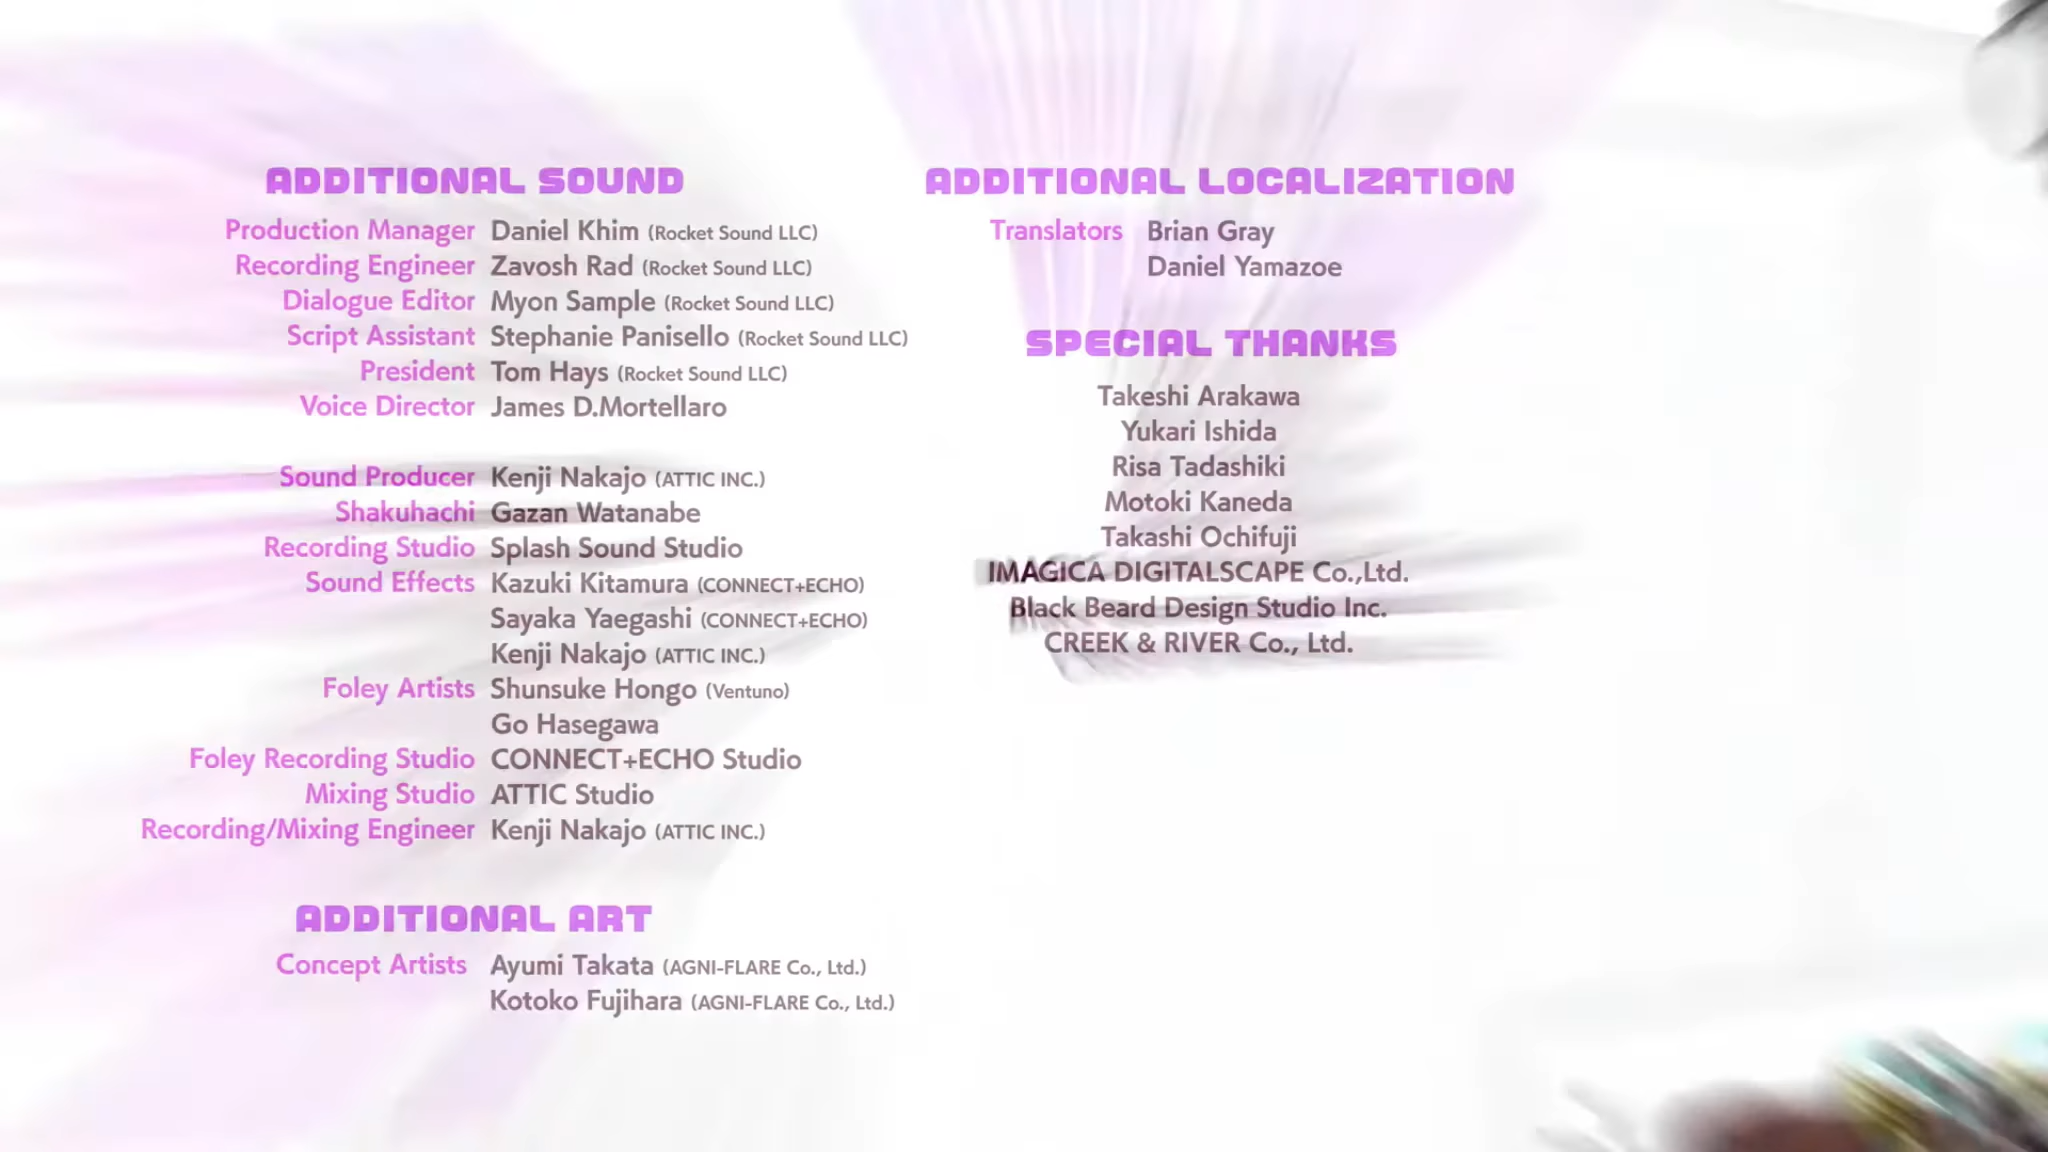 ADDITIONAL SOUND
Production Manager Daniel Khim (Rocket Sound LLC)
Recording Engineer Zavosh Rad (Rocket Sound LLC)
Dialogue Editor Myon Sample (Rocket Sound LLC)
Script Assistant Stephanie Panisello (Rocket Sound LLC)
President Tom Hays (Rocket Sound LLC)
Voice Director James D.Mortellaro
Sound Producer Kenji Nakajo (ATTIC INC.)
Shakuhachi Gazan Watanabe
Recording Studio Splash Sound Studio
Sound Effects Kazuki Kitamura (CONNECT+ECHO)
Sayaka Yaegashi (CONNECT+ECHO)
Kenji Nakajo (ATTIC INC.)
Foley Artists Shunsuke Hongo (Ventuno)
Go Hasegawa
Foley Recording Studio CONNECT+ECHO Studio
Mixing Studio ATTIC Studio
Recording/Mixing Engineer Kenji Nakajo (ATTIC INC.)
ADDITIONAL ART
Concept Artists Ayumi Takata (AGNI-FLARE Co., Ltd.)
Kotoko Fujihara (AGNI-FLARE Co., Ltd.)
ADDITIONAL LOCALIZATION
Translators Brian Gray
Daniel Yamazoe
SPECIAL THANKS
Takeshi Arakawa
Yukari Ishida
Risa Tadashiki
Motoki Kaneda
Takashi Ochifuji
IMAGICA DIGITALSCAPE Co.,Ltd.
Black Beard Design Studio Inc.
CREEK & RIVER Co., Ltd.